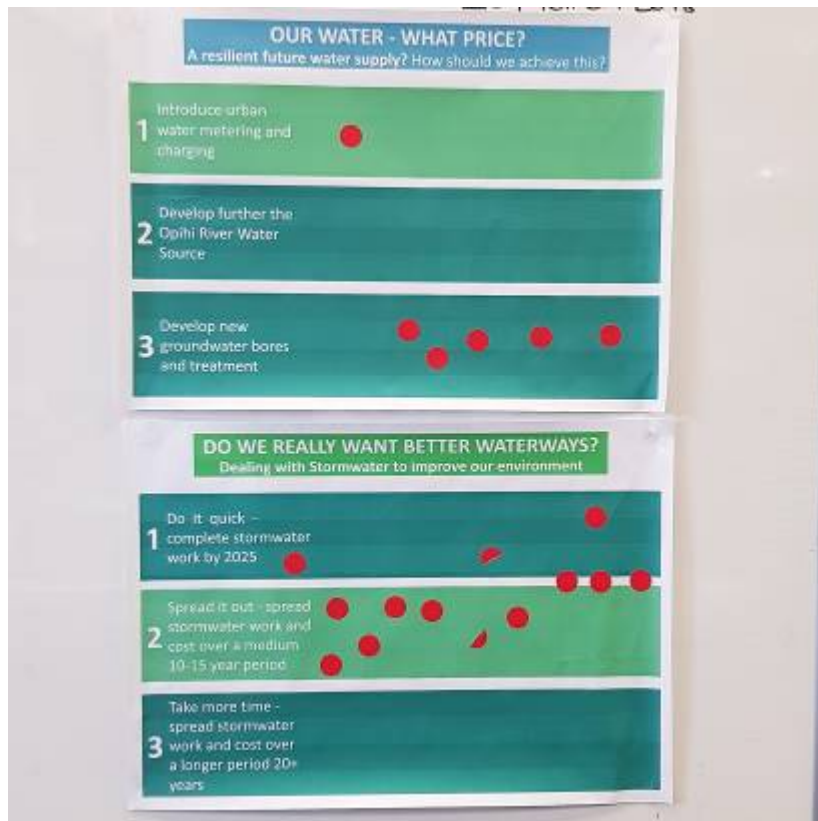 OUR WATER - WHAT PRICE?
A resilient future water supply? How should we achieve this?
1
Introduce urban
water metering and
charging
2
Develop further the
Opihi River Water
Source
3
Develop new
groundwater bores
and treatment
DO WE REALLY WANT BETTER WATERWAYS?
Dealing with Stormwater to improve our environment
1
Do it quick -
complete stormwater
work by 2025
2
Spread it out - spread
stormwater work and
cost over a medium
10-15 year period
3
Take more time -
spread stormwater
work and cost over
a longer period 20+
years